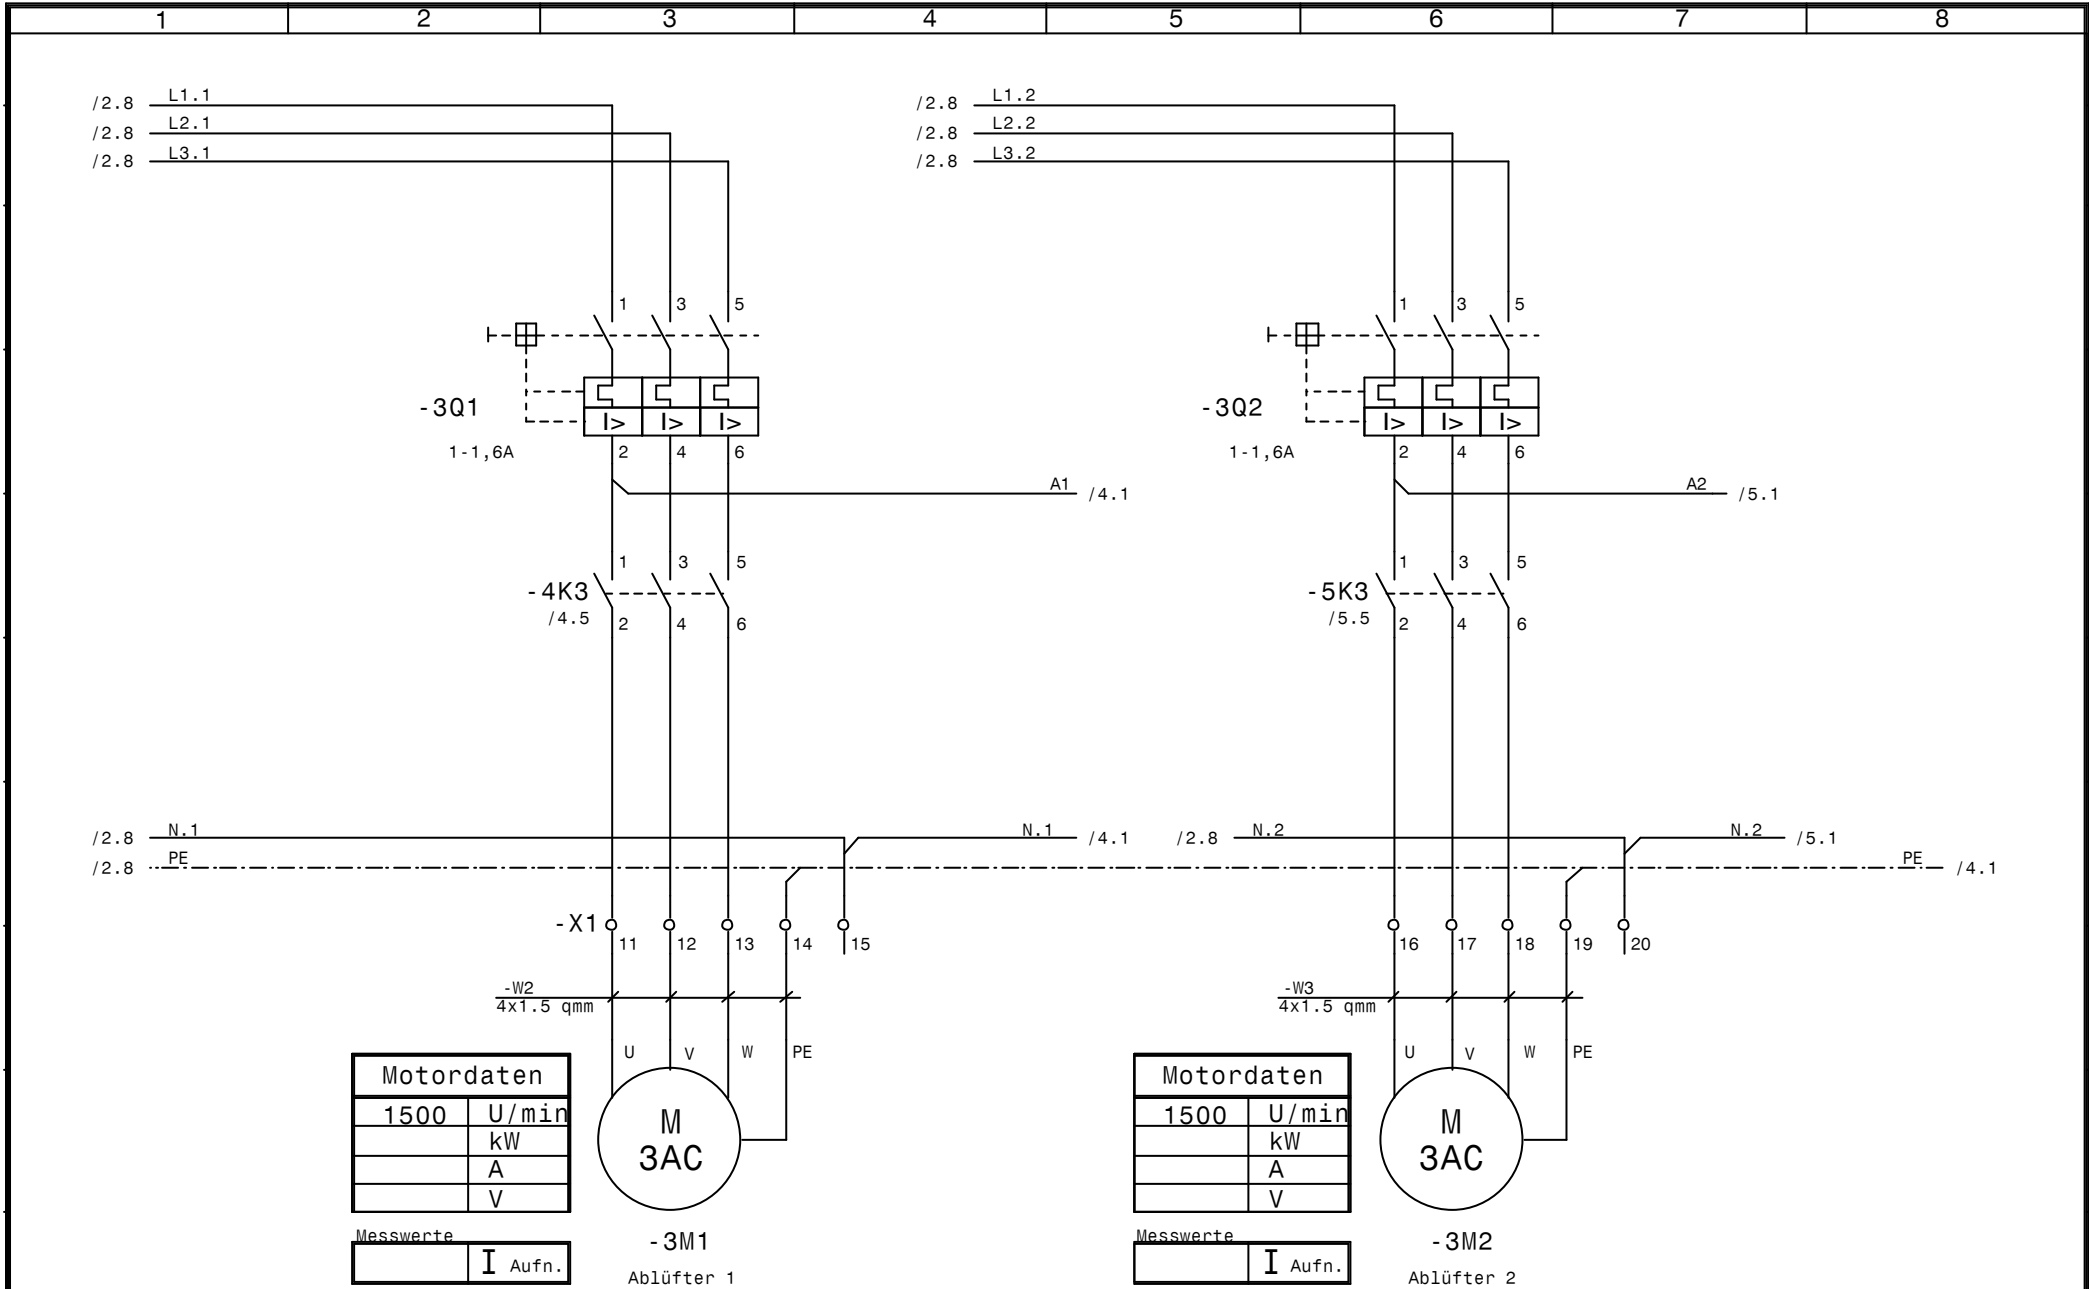 1 2 3 4 5 6 7 8
/2.8 L1.1 /2.8 L1.2
/2.8 L2.1 /2.8 L2.2
/2.8 L3.1 /2.8 L3.2
1 3 5 1 3 5
-3Q1 I> I> I> -3Q2 I> I> I>
1-1,6A 2 4 6 1-1,6A 2 4 6
A1 /4.1 A2 /5.1
1 3 5 1 3 5
-4K3 -5K3
/4.5 2 4 6 /5.5 2 4 6
/2.8 N.1 N.1 /4.1 /2.8 N.2 N.2 /5.1
/2.8 PE PE /4.1
-X1 11 12 13 14 15 16 17 18 19 20
-W2 -W3
4x1.5 qmm 4x1.5 qmm
U V W PE U V W PE
Motordaten Motordaten
1500 U/min M 1500 U/min M
kW 3AC kW 3AC
A A
V V
Messwerte -3M1 Messwerte -3M2
I Aufn. Ablüfter 1 I Aufn. Ablüfter 2